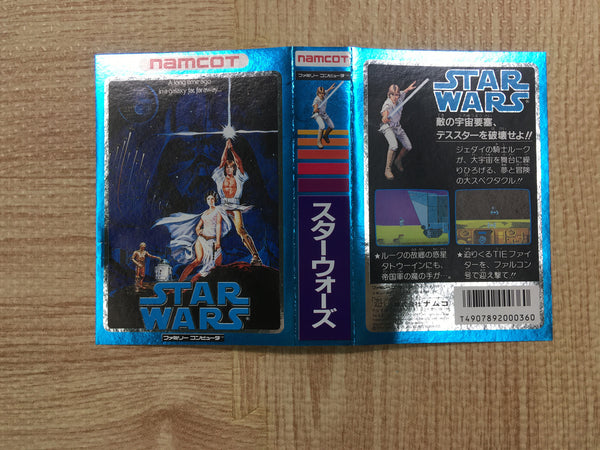 namcot
A long time ago
in a galaxy far, far away...
STAR
WARS
ファミリー コンピュータ
namcot
ファミリー コンピュータ
スターウォーズ
STAR
WARS
敵の宇宙要塞、
デススターを破壊せよ!!
ジェダイの騎士ルーク
が、大宇宙を舞台に繰
りひろげる、夢と冒険
の大スペクタクル!!
★ルークの故郷の惑星
タトウーインにも、
帝国軍の魔の手が…
★迫りくるTIEファイ
ターを、ファルコン
号で迎え撃て!!
ナムコ
T4907892000360